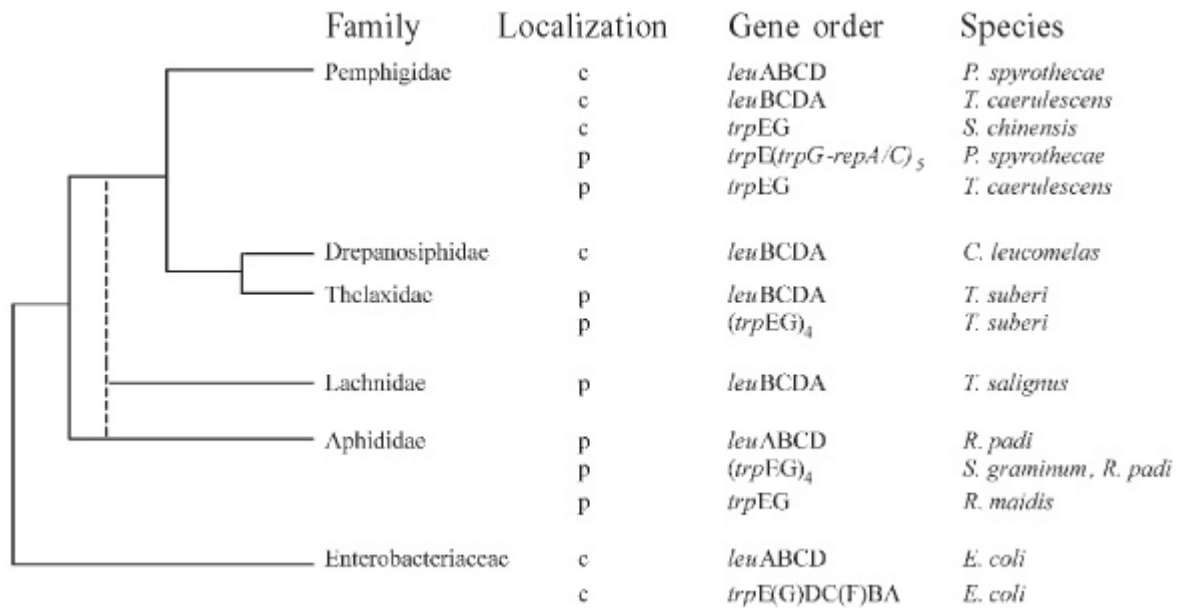 Family Localization Gene order Species
Pemphigidae c leuABCD P. spyrothecae
c leuBCDA T. caerulescens
c trpEG S. chinensis
p trpE(trpG-repA/C)5 P. spyrothecae
p trpEG T. caerulescens
Drepanosiphidae c leuBCDA C. leucomelas
Thelaxidae p leuBCDA T. suberi
p (trpEG)4 T. suberi
Lachnidae p leuBCDA T. salignus
Aphididae p leuABCD R. padi
p (trpEG)4 S. graminum, R. padi
p trpEG R. maidis
Enterobacteriaceae c leuABCD E. coli
c trpE(G)DC(F)BA E. coli